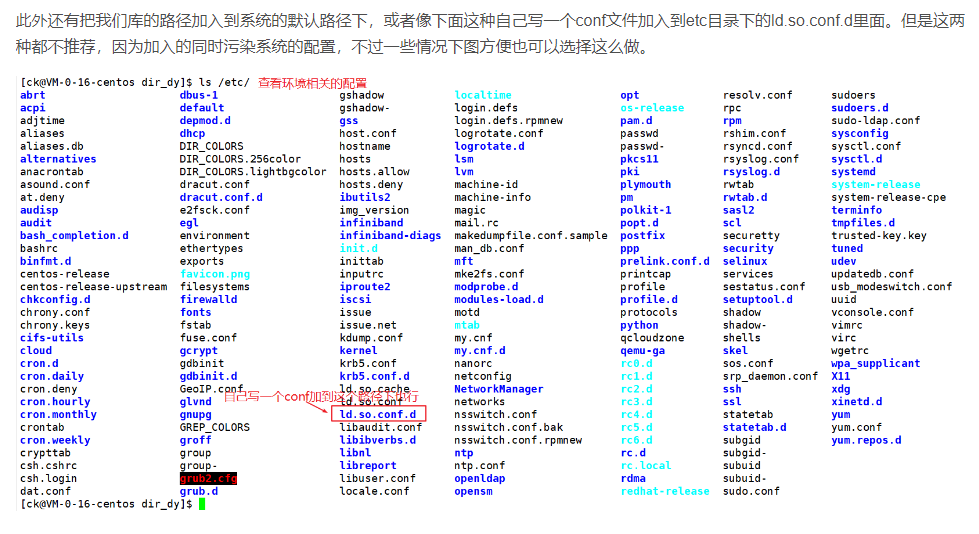 此外还有把我们库的路径加入到系统的默认路径下，或者像下面这种自己写一个conf文件加入到etc目录下的ld.so.conf.d里面。但是这两
种都不推荐，因为加入的同时污染系统的配置，不过一些情况下图方便也可以选择这么做。
[ck@VM-0-16-centos dir_dy]$ ls /etc/ 查看环境相关的配置
abrt dbus-1 gshadow localtime opt resolv.conf sudoers
acpi default gshadow- login.defs os-release rpc sudoers.d
adjtime depmod.d gss login.defs.rpmnew pam.d rpm sudo-ldap.conf
aliases dhcp host.conf logrotate.conf passwd rshim.conf sysconfig
aliases.db DIR_COLORS hostname logrotate.d passwd- rsyncd.conf sysctl.conf
alternatives DIR_COLORS.256color hosts lsm pkcs11 rsyslog.conf sysctl.d
anacrontab DIR_COLORS.lightbgcolor hosts.allow lvm pki rsyslog.d systemd
asound.conf dracut.conf hosts.deny machine-id plymouth rwtab system-release
at.deny dracut.conf.d ibutils2 machine-info pm rwtab.d system-release-cpe
audisp e2fsck.conf img_version magic polkit-1 sasl2 terminfo
audit egl infiniband mail.rc popt.d scl tmpfiles.d
bash_completion.d environment infiniband-diags makedumpfile.conf.sample postfix securetty trusted-key.key
bashrc ethertypes init.d man_db.conf ppp security tuned
binfmt.d exports inittab mft prelink.conf.d selinux udev
centos-release favicon.png inputrc mke2fs.conf printcap services updatedb.conf
centos-release-upstream filesystems iproute2 modprobe.d profile sestatus.conf usb_modeswitch.conf
chkconfig.d firewalld iscsi modules-load.d profile.d setuptool.d uuid
chrony.conf fonts issue motd protocols shadow vconsole.conf
chrony.keys fstab issue.net mtab python shadow- vimrc
cifs-utils fuse.conf kdump.conf my.cnf qcloudzone shells virc
cloud gcrypt kernel my.cnf.d qemu-ga skel wgetrc
cron.d gdbinit krb5.conf nanorc rc0.d sos.conf wpa_supplicant
cron.daily gdbinit.d krb5.conf.d netconfig rc1.d srp_daemon.conf X11
cron.deny GeoIP.conf ld.so.cache NetworkManager rc2.d ssh xdg
cron.hourly glvnd ld.so.conf networks rc3.d ssl xinetd.d
自己写一个conf加到这个路径下执行
cron.monthly gnupg ld.so.conf.d nsswitch.conf rc4.d statetab yum
crontab GREP_COLORS libaudit.conf nsswitch.conf.bak rc5.d statetab.d yum.conf
cron.weekly groff libibverbs.d nsswitch.conf.rpmnew rc6.d subgid yum.repos.d
crypttab group libnl ntp rc.d subgid-
csh.cshrc group- libreport ntp.conf rc.local subuid
csh.login grub2.cfg libuser.conf openldap rdma subuid-
dat.conf grub.d locale.conf opensm redhat-release sudo.conf
[ck@VM-0-16-centos dir_dy]$